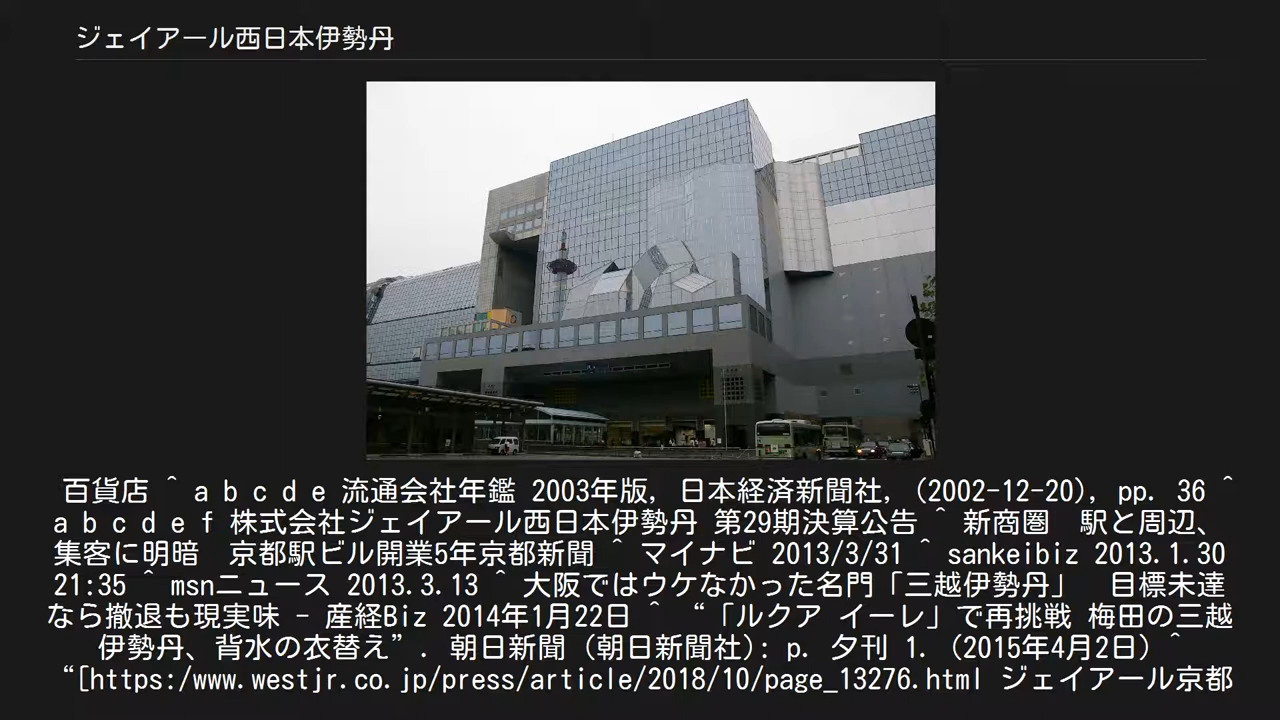 ジェイアール西日本伊勢丹
百貨店 ^ a b c d e 流通会社年鑑 2003年版, 日本経済新聞社, (2002-12-20), pp. 36 ^
a b c d e f 株式会社ジェイアール西日本伊勢丹 第29期決算公告 ^ 新商圏　駅と周辺、
集客に明暗　京都駅ビル開業5年京都新聞 ^ マイナビ 2013/3/31 ^ sankeibiz 2013.1.30
21:35 ^ msnニュース 2013.3.13 ^ 大阪ではウケなかった名門「三越伊勢丹」　目標未達
なら撤退も現実味 - 産経Biz 2014年1月22日 ^ “「ルクア イーレ」で再挑戦 梅田の三越
伊勢丹、背水の衣替え”. 朝日新聞 (朝日新聞社): p. 夕刊 1. (2015年4月2日) ^
“[https:/www.westjr.co.jp/press/article/2018/10/page_13276.html ジェイアール京都